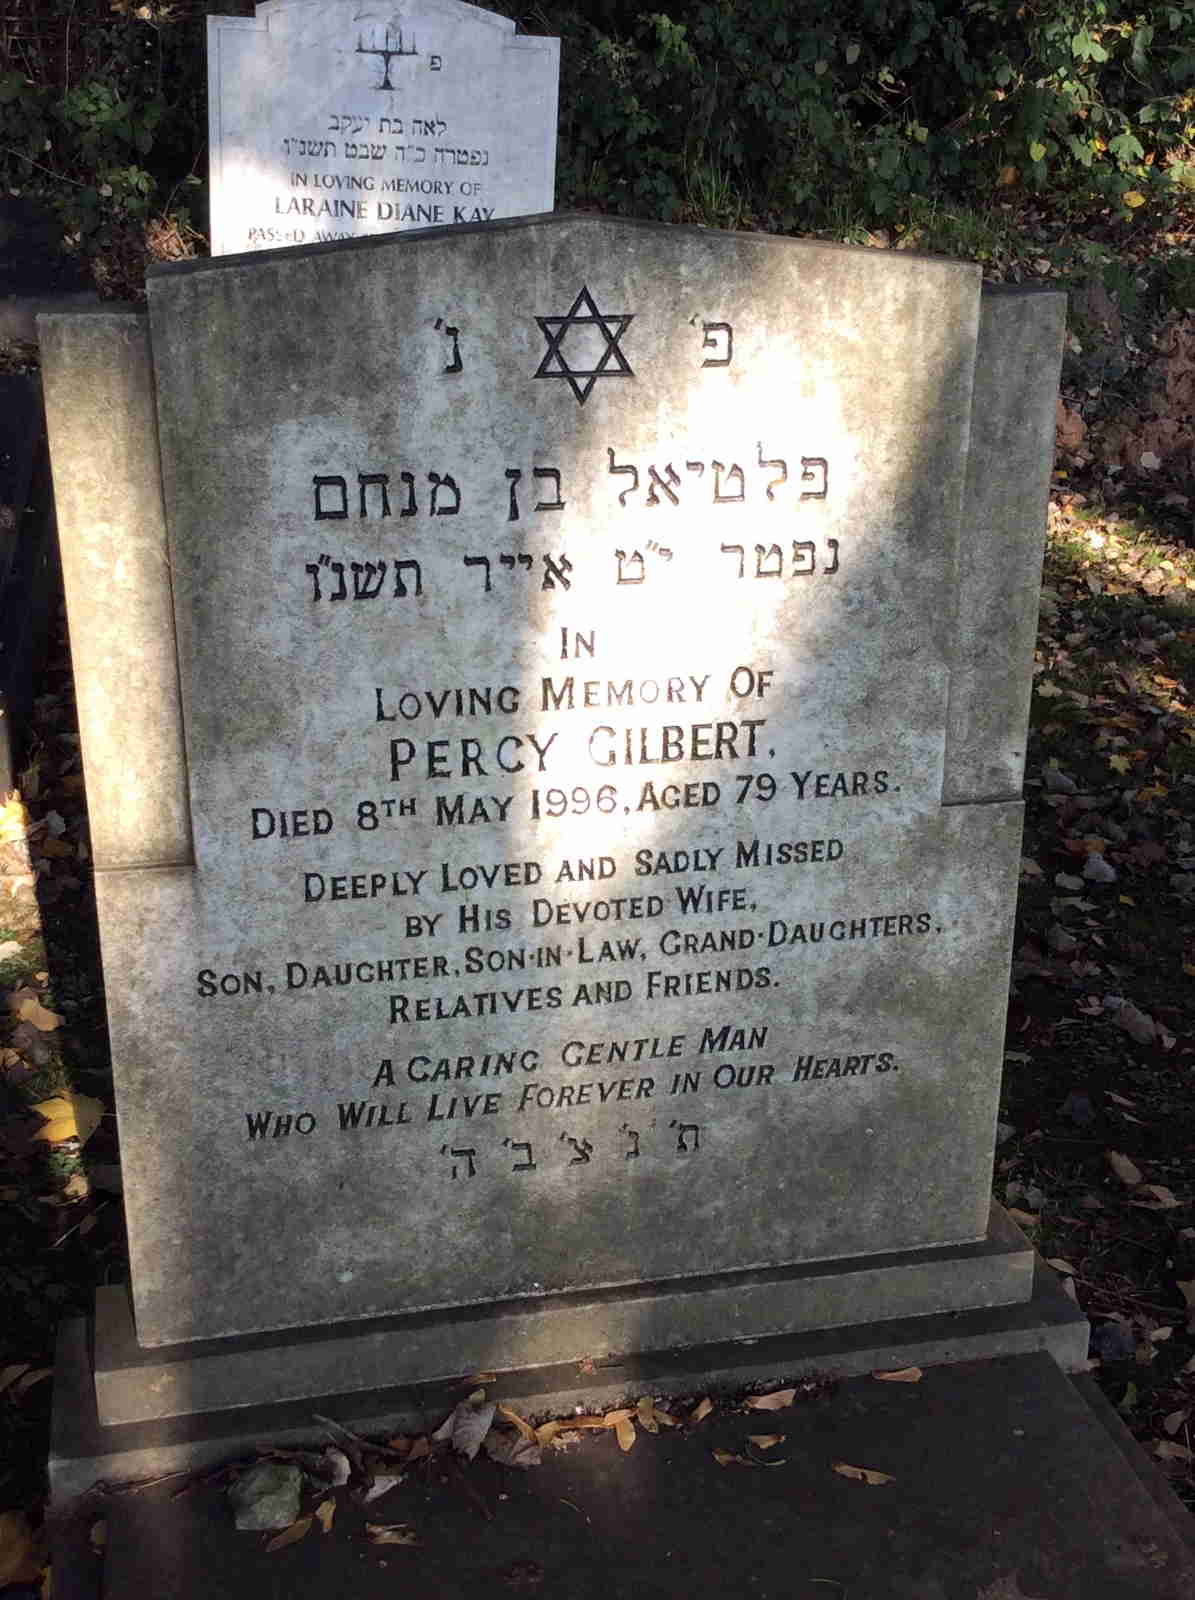 פ
לאה בת יעקב
נפטרה כ״ה שבט תשנ״ו
IN LOVING MEMORY OF
LARAINE DIANE KAY
PASSED AWAY
פ׳ נ׳
פלטיאל בן מנחם
נפטר י״ט אייר תשנ״ו
IN
LOVING MEMORY OF
PERCY GILBERT,
DIED 8TH MAY 1996, AGED 79 YEARS.
DEEPLY LOVED AND SADLY MISSED
BY HIS DEVOTED WIFE,
SON, DAUGHTER, SON-IN-LAW, GRAND-DAUGHTERS,
RELATIVES AND FRIENDS.
A CARING GENTLE MAN
WHO WILL LIVE FOREVER IN OUR HEARTS.
ת׳ נ׳ צ׳ ב׳ ה׳